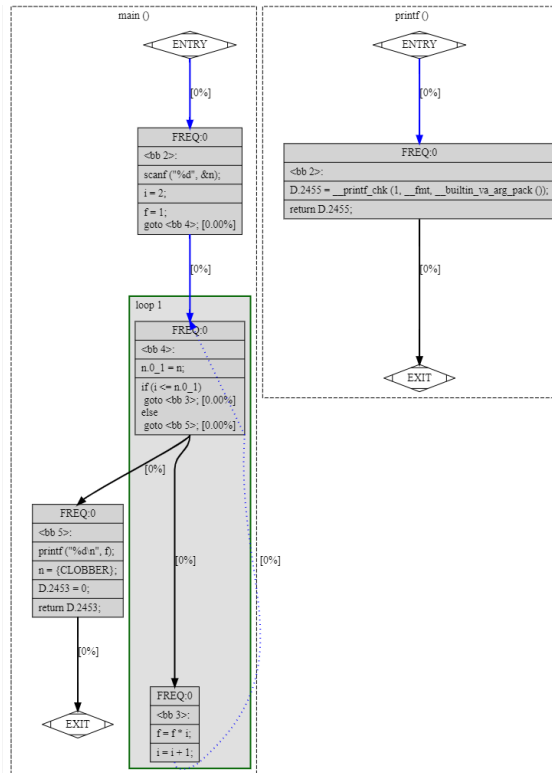 main ()
ENTRY
[0%]
FREQ:0
<bb 2>:
scanf ("%d", &n);
i = 2;
f = 1;
goto <bb 4>; [0.00%]
[0%]
loop 1
FREQ:0
<bb 4>:
n.0_1 = n;
if (i <= n.0_1)
goto <bb 3>; [0.00%]
else
goto <bb 5>; [0.00%]
[0%]
FREQ:0
<bb 5>:
printf ("%d\n", f);
n = {CLOBBER};
D.2453 = 0;
return D.2453;
[0%]
[0%]
[0%]
EXIT
FREQ:0
<bb 3>:
f = f * i;
i = i + 1;
printf ()
ENTRY
[0%]
FREQ:0
<bb 2>:
D.2455 = __printf_chk (1, __fmt, __builtin_va_arg_pack ());
return D.2455;
[0%]
EXIT